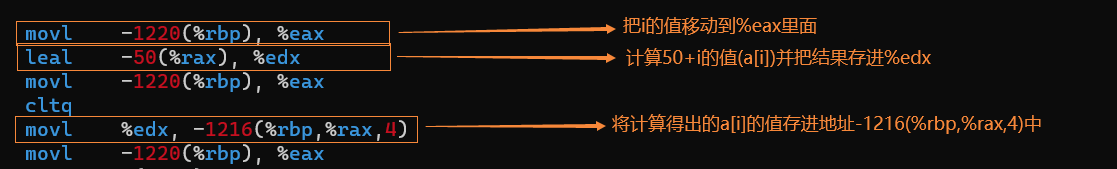 movl -1220(%rbp), %eax 把i的值移动到%eax里面
leal -50(%rax), %edx 计算50+i的值(a[i])并把结果存进%edx
movl -1220(%rbp), %eax
cltq
movl %edx, -1216(%rbp,%rax,4) 将计算得出的a[i]的值存进地址-1216(%rbp,%rax,4)中
movl -1220(%rbp), %eax